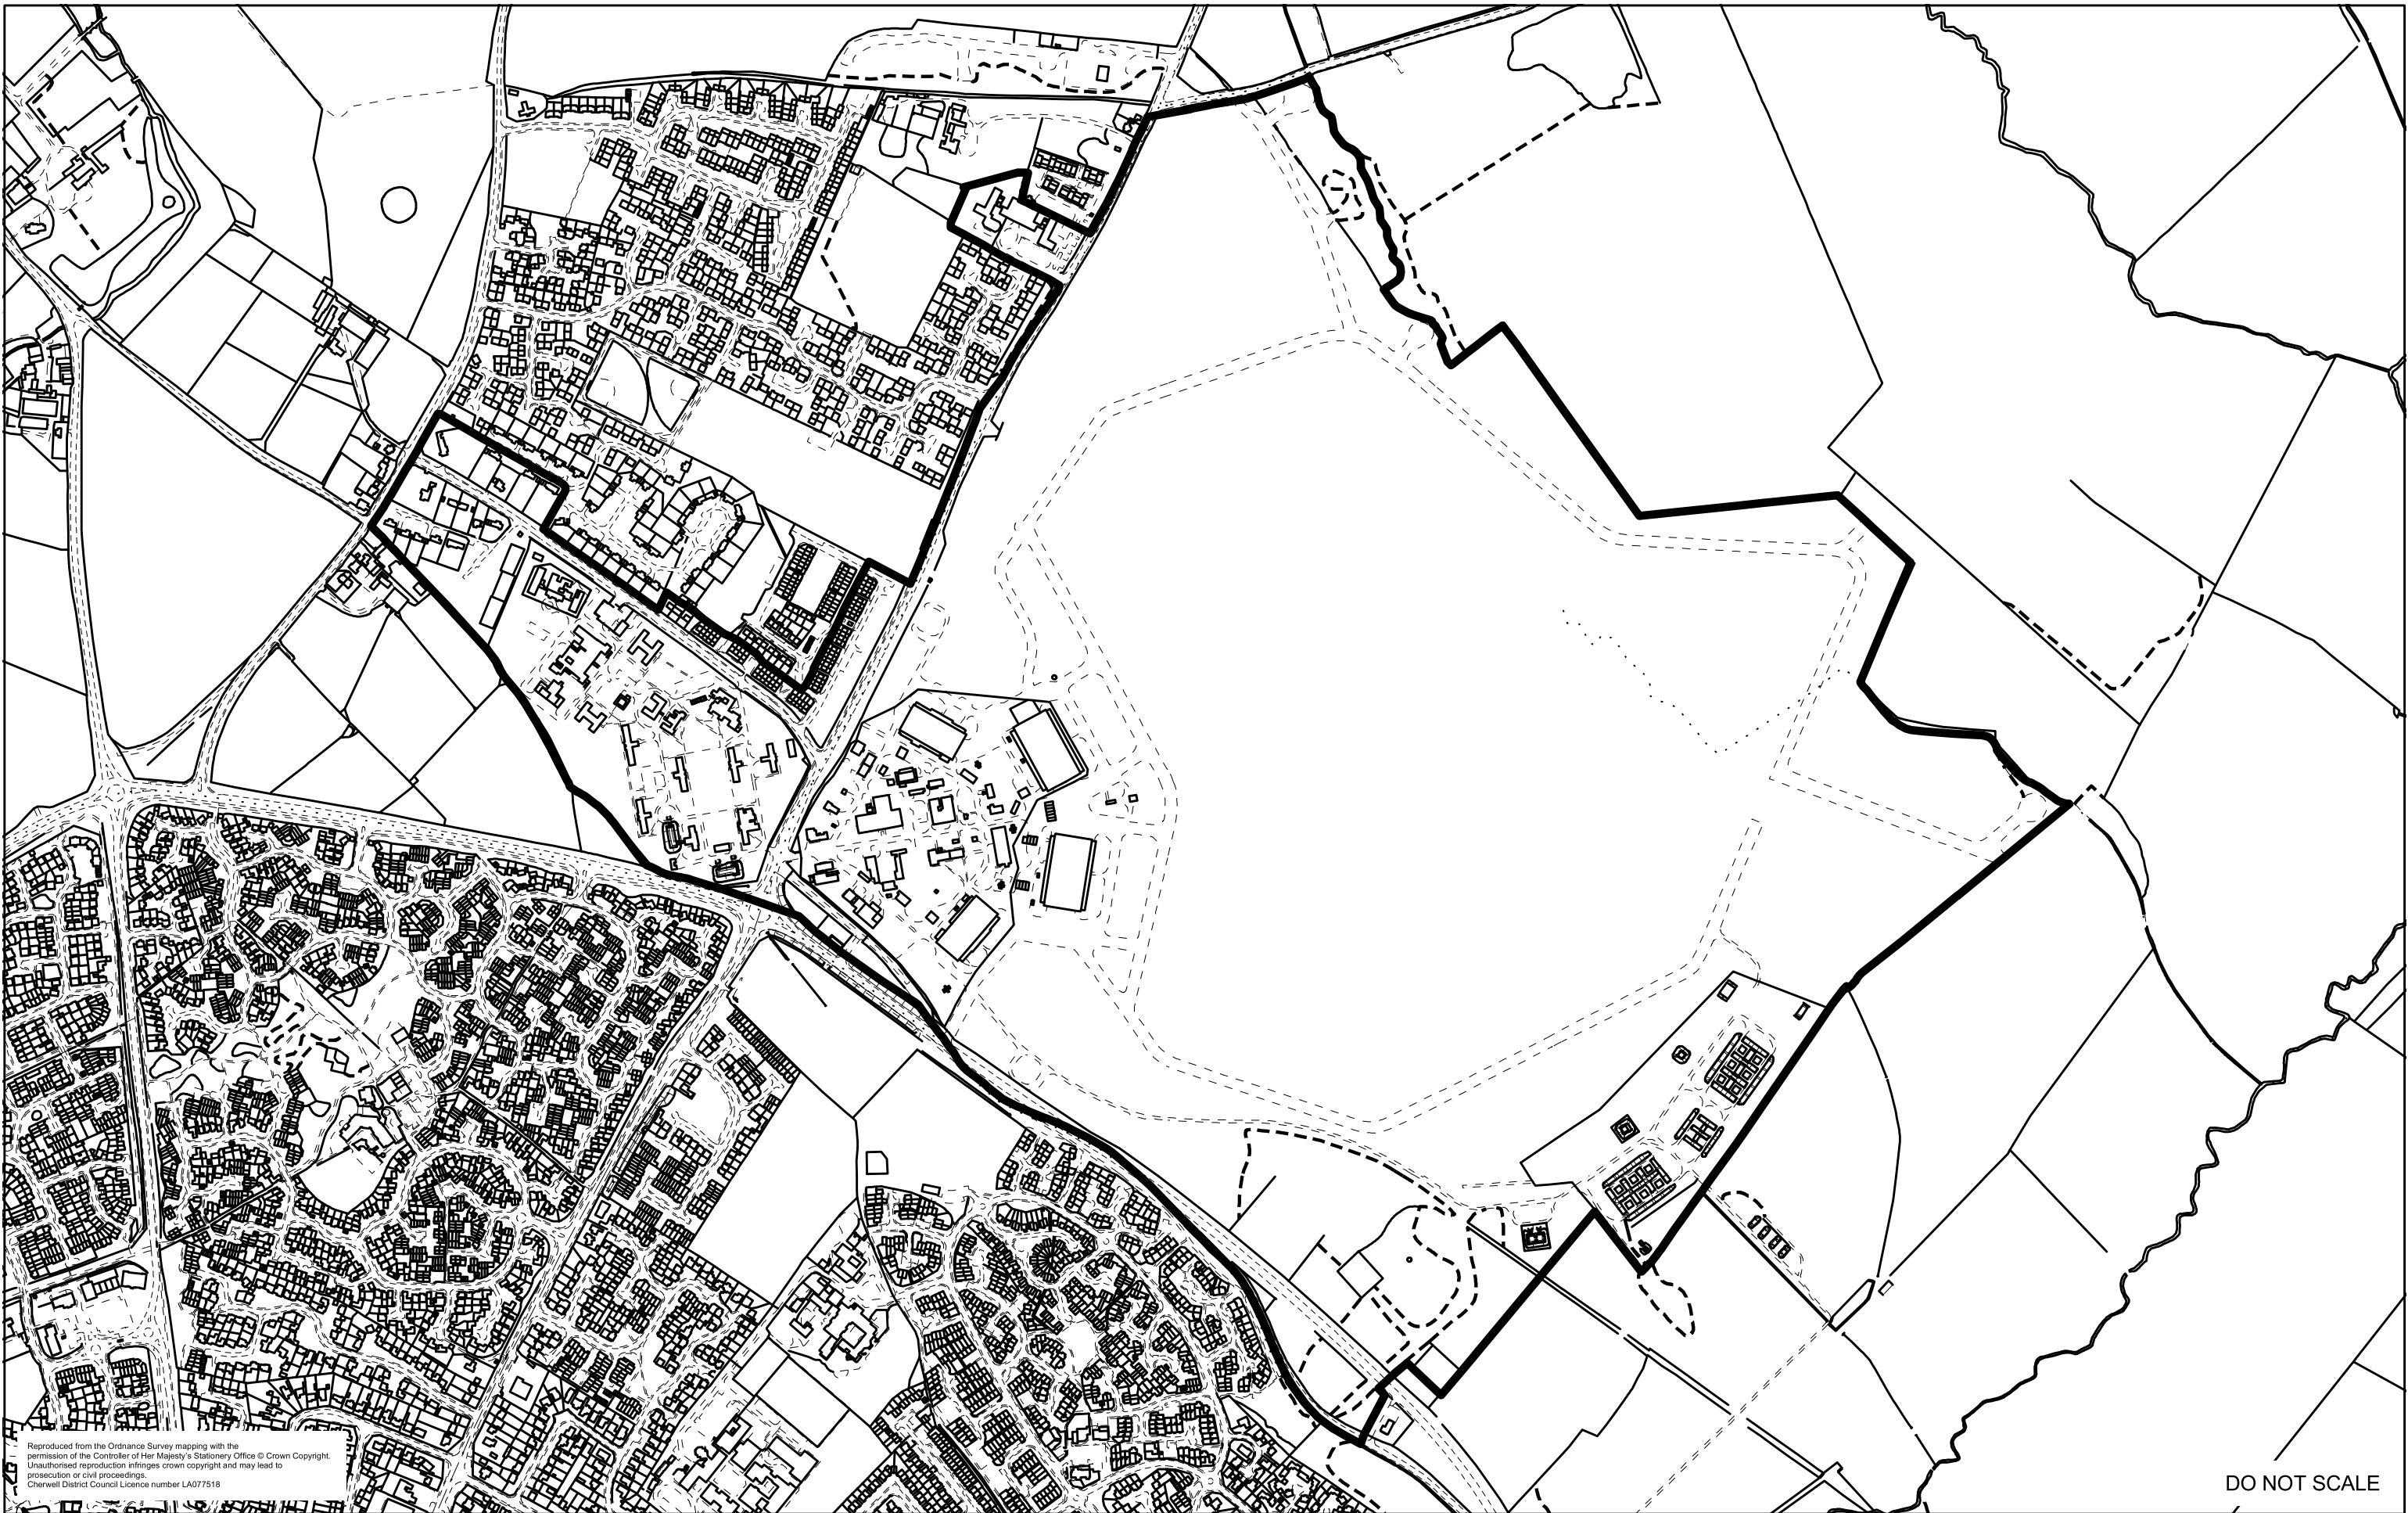 Reproduced from the Ordnance Survey mapping with the
permission of the Controller of Her Majesty's Stationery Office © Crown Copyright.
Unauthorised reproduction infringes crown copyright and may lead to
prosecution or civil proceedings.
Cherwell District Council Licence number LA077518
DO NOT SCALE